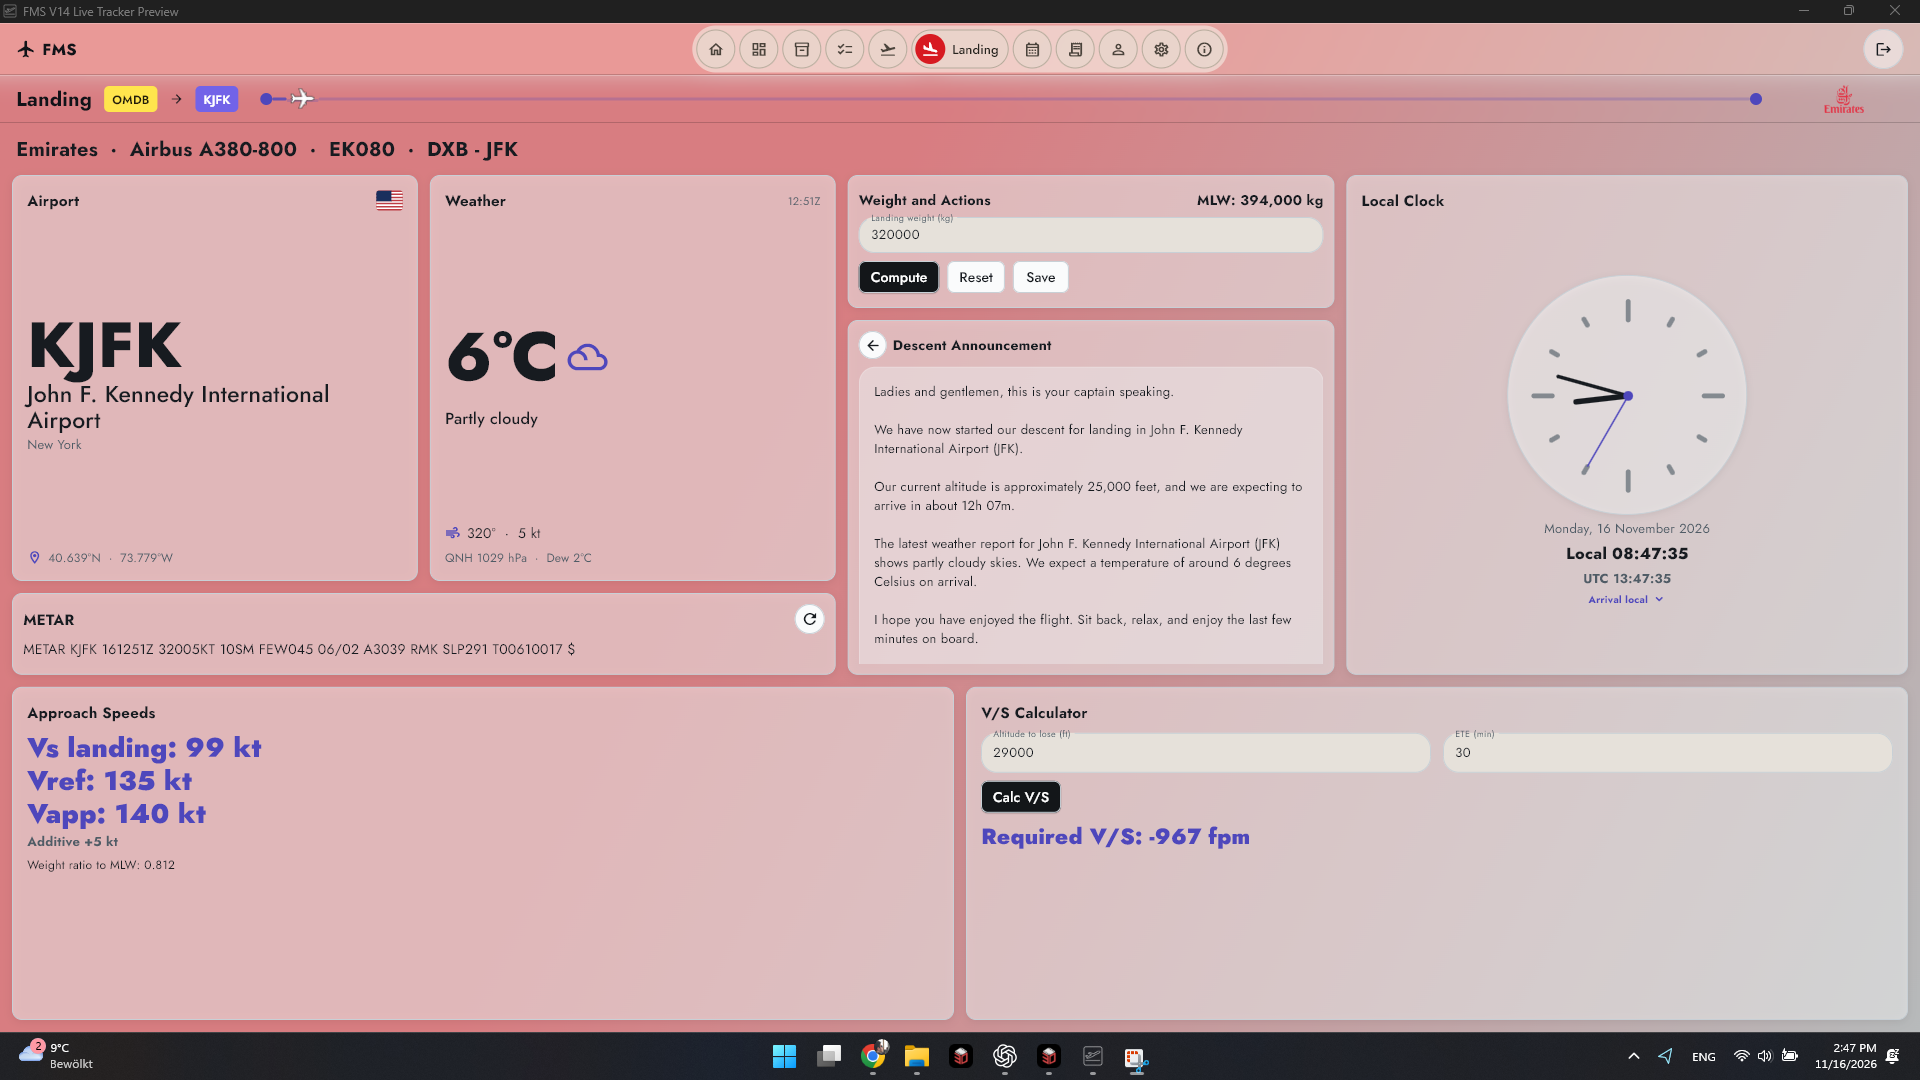 FMS V14 Live Tracker Preview
FMS
Landing
Landing
OMDB
KJFK
Emirates
Emirates · Airbus A380-800 · EK080 · DXB - JFK
Airport
KJFK
John F. Kennedy International
Airport
New York
40.639°N · 73.779°W
Weather
12:51Z
6°C
Partly cloudy
320° · 5 kt
QNH 1029 hPa · Dew 2°C
METAR
METAR KJFK 161251Z 32005KT 10SM FEW045 06/02 A3039 RMK SLP291 T00610017 $
Weight and Actions
MLW: 394,000 kg
Landing weight (kg)
320000
Compute
Reset
Save
Descent Announcement
Ladies and gentlemen, this is your captain speaking.
We have now started our descent for landing in John F. Kennedy
International Airport (JFK).
Our current altitude is approximately 25,000 feet, and we are expecting to
arrive in about 12h 07m.
The latest weather report for John F. Kennedy International Airport (JFK)
shows partly cloudy skies. We expect a temperature of around 6 degrees
Celsius on arrival.
I hope you have enjoyed the flight. Sit back, relax, and enjoy the last few
minutes on board.
Local Clock
Monday, 16 November 2026
Local 08:47:35
UTC 13:47:35
Arrival local
Approach Speeds
Vs landing: 99 kt
Vref: 135 kt
Vapp: 140 kt
Additive +5 kt
Weight ratio to MLW: 0.812
V/S Calculator
Altitude to lose (ft)
29000
ETE (min)
30
Calc V/S
Required V/S: -967 fpm
2
9°C
Bewölkt
ENG
2:47 PM
11/16/2026